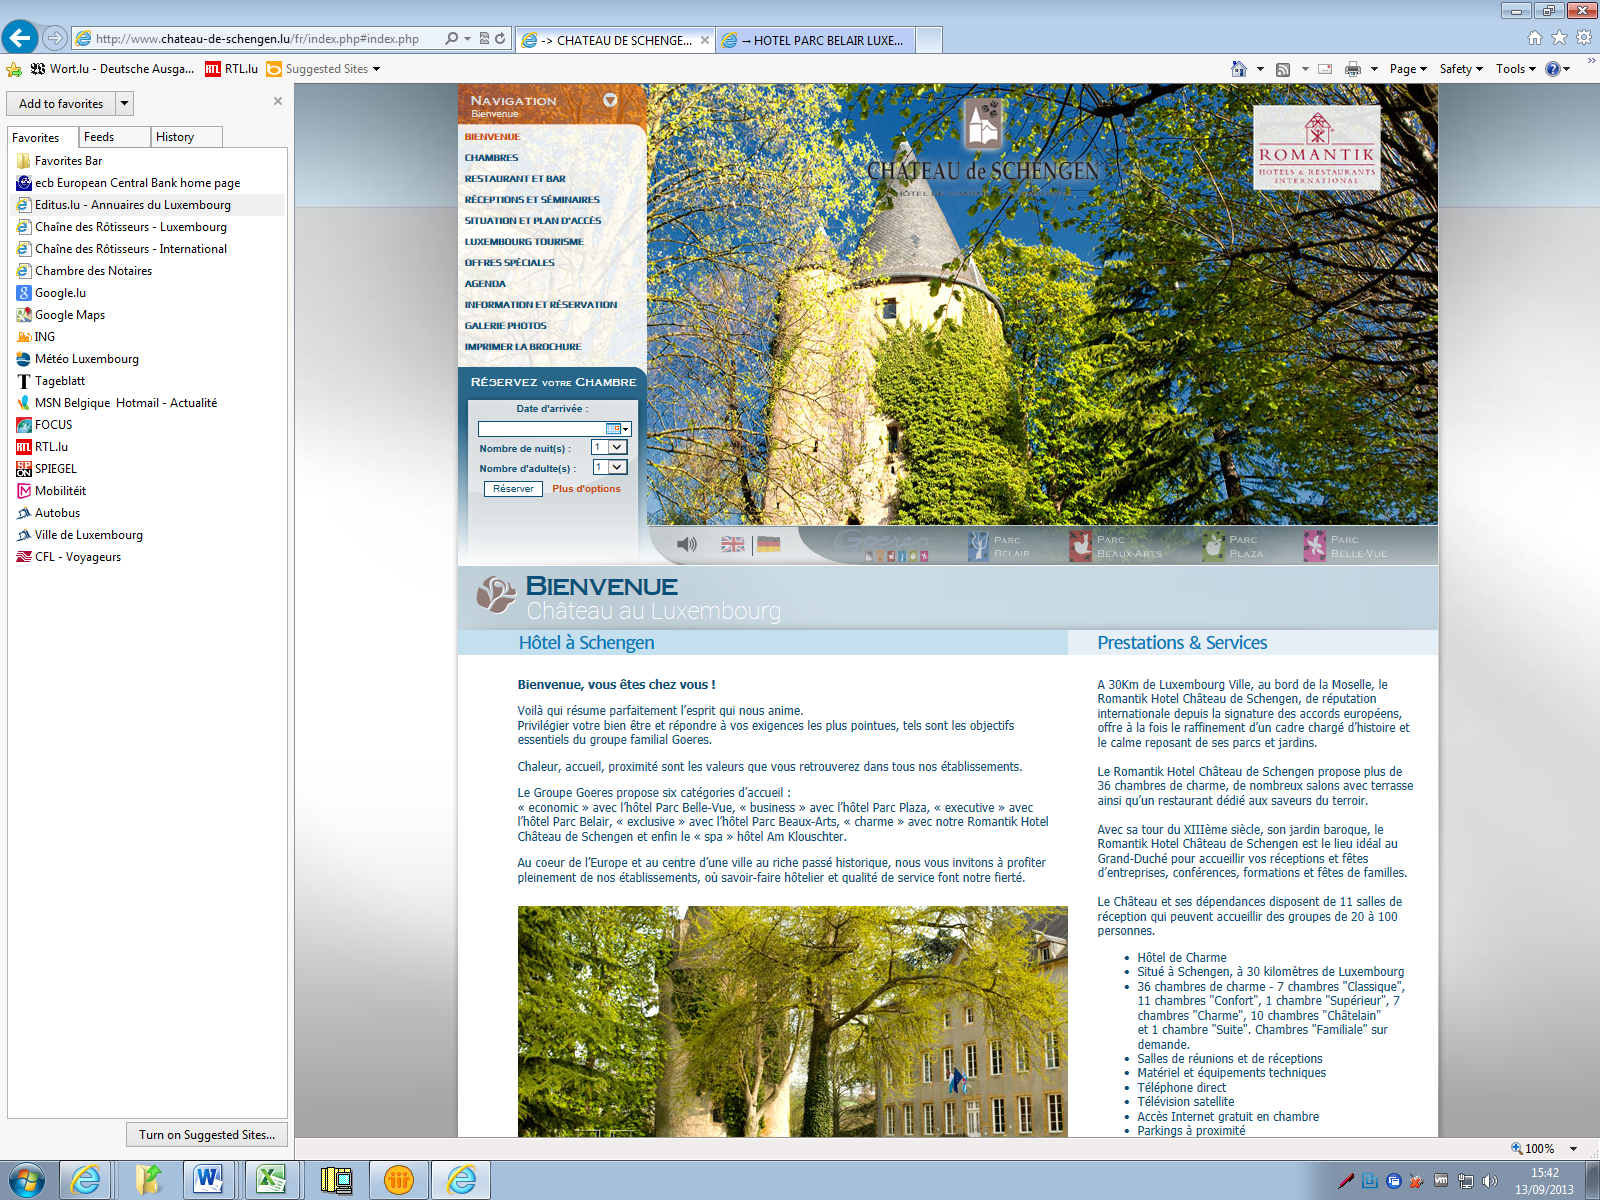 http://www.chateau-de-schengen.lu/fr/index.php#index.php
-> CHATEAU DE SCHENGE...
→ HOTEL PARC BELAIR LUXE...
Wort.lu - Deutsche Ausga...
RTL.lu
Suggested Sites
Page
Safety
Tools
Add to favorites
Favorites
Feeds
History
Favorites Bar
ecb European Central Bank home page
Editus.lu - Annuaires du Luxembourg
Chaîne des Rôtisseurs - Luxembourg
Chaîne des Rôtisseurs - International
Chambre des Notaires
Google.lu
Google Maps
ING
Météo Luxembourg
Tageblatt
MSN Belgique Hotmail - Actualité
FOCUS
RTL.lu
SPIEGEL
Mobilitéit
Autobus
Ville de Luxembourg
CFL - Voyageurs
Turn on Suggested Sites...
NAVIGATION
Bienvenue
BIENVENUE
CHAMBRES
RESTAURANT ET BAR
RÉCEPTIONS ET SÉMINAIRES
SITUATION ET PLAN D'ACCÈS
LUXEMBOURG TOURISME
OFFRES SPÉCIALES
AGENDA
INFORMATION ET RÉSERVATION
GALERIE PHOTOS
IMPRIMER LA BROCHURE
RÉSERVEZ VOTRE CHAMBRE
Date d'arrivée :
Nombre de nuit(s) : 1
Nombre d'adulte(s) : 1
Réserver
Plus d'options
CHATEAU de SCHENGEN
ROMANTIK
HOTELS & RESTAURANTS
INTERNATIONAL
Goeres
PARC
BELAIR
PARC
BEAUX-ARTS
PARC
PLAZA
PARC
BELLE-VUE
BIENVENUE
Château au Luxembourg
Hôtel à Schengen
Bienvenue, vous êtes chez vous !
Voilà qui résume parfaitement l'esprit qui nous anime.
Privilégier votre bien être et répondre à vos exigences les plus pointues, tels sont les objectifs
essentiels du groupe familial Goeres.
Chaleur, accueil, proximité sont les valeurs que vous retrouverez dans tous nos établissements.
Le Groupe Goeres propose six catégories d'accueil :
« economic » avec l'hôtel Parc Belle-Vue, « business » avec l'hôtel Parc Plaza, « executive » avec
l'hôtel Parc Belair, « exclusive » avec l'hôtel Parc Beaux-Arts, « charme » avec notre Romantik Hotel
Château de Schengen et enfin le « spa » hôtel Am Klouschter.
Au coeur de l'Europe et au centre d'une ville au riche passé historique, nous vous invitons à profiter
pleinement de nos établissements, où savoir-faire hôtelier et qualité de service font notre fierté.
Prestations & Services
A 30Km de Luxembourg Ville, au bord de la Moselle, le
Romantik Hotel Château de Schengen, de réputation
internationale depuis la signature des accords européens,
offre à la fois le raffinement d'un cadre chargé d'histoire et
le calme reposant de ses parcs et jardins.
Le Romantik Hotel Château de Schengen propose plus de
36 chambres de charme, de nombreux salons avec terrasse
ainsi qu'un restaurant dédié aux saveurs du terroir.
Avec sa tour du XIIIème siècle, son jardin baroque, le
Romantik Hotel Château de Schengen est le lieu idéal au
Grand-Duché pour accueillir vos réceptions et fêtes
d'entreprises, conférences, formations et fêtes de familles.
Le Château et ses dépendances disposent de 11 salles de
réception qui peuvent accueillir des groupes de 20 à 100
personnes.
• Hôtel de Charme
• Situé à Schengen, à 30 kilomètres de Luxembourg
• 36 chambres de charme - 7 chambres "Classique",
11 chambres "Confort", 1 chambre "Supérieur", 7
chambres "Charme", 10 chambres "Châtelain"
et 1 chambre "Suite". Chambres "Familiale" sur
demande.
• Salles de réunions et de réceptions
• Matériel et équipements techniques
• Téléphone direct
• Télévision satellite
• Accès Internet gratuit en chambre
• Parkings à proximité
100%
15:42
13/09/2013